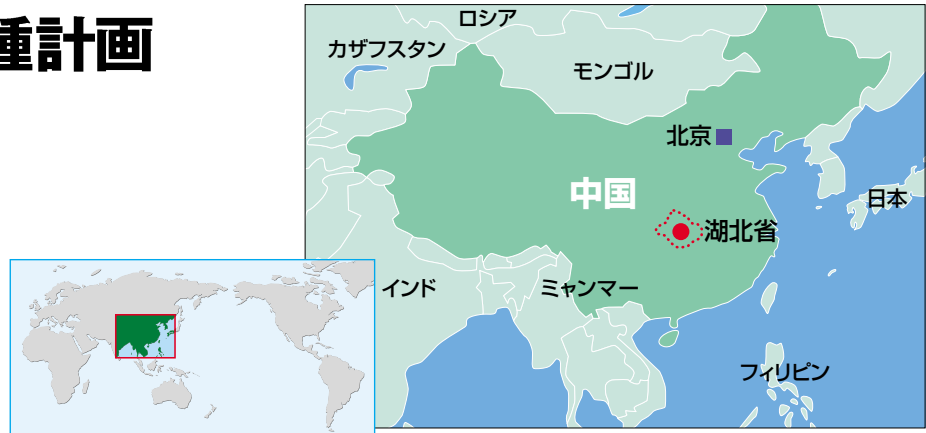 種計画
ロシア
カザフスタン
モンゴル
北京
中国
日本
湖北省
インド
ミャンマー
フィリピン